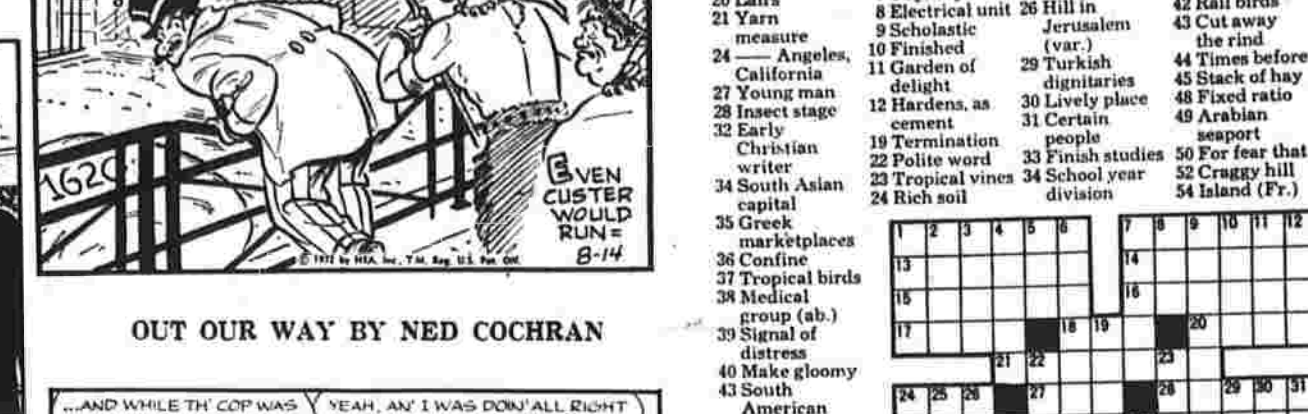 1620
EVEN
CUSTER
WOULD
RUN=
8-14
© 1972 by NEA, Inc., T.M. Reg. U.S. Pat. Off.
OUT OUR WAY BY NED COCHRAN
...AND WHILE TH' COP WAS
YEAH, AN' I WAS DOIN' ALL RIGHT
20 Lairs
21 Yarn
measure
24 — Angeles,
California
27 Young man
28 Insect stage
32 Early
Christian
writer
34 South Asian
capital
35 Greek
marketplaces
36 Confine
37 Tropical birds
38 Medical
group (ab.)
39 Signal of
distress
40 Make gloomy
43 South
American
8 Electrical unit
9 Scholastic
10 Finished
11 Garden of
delight
12 Hardens, as
cement
19 Termination
22 Polite word
23 Tropical vines
24 Rich soil
26 Hill in
Jerusalem
(var.)
29 Turkish
dignitaries
30 Lively place
31 Certain
people
33 Finish studies
34 School year
division
42 Rail birds
43 Cut away
the rind
44 Times before
45 Stack of hay
48 Fixed ratio
49 Arabian
seaport
50 For fear that
52 Craggy hill
54 Island (Fr.)
1 2 3 4 5 6 7 8 9 10 11 12
13 14
15 16
17 18 19 20
21 22 23
24 25 26 27 28 29 30 31